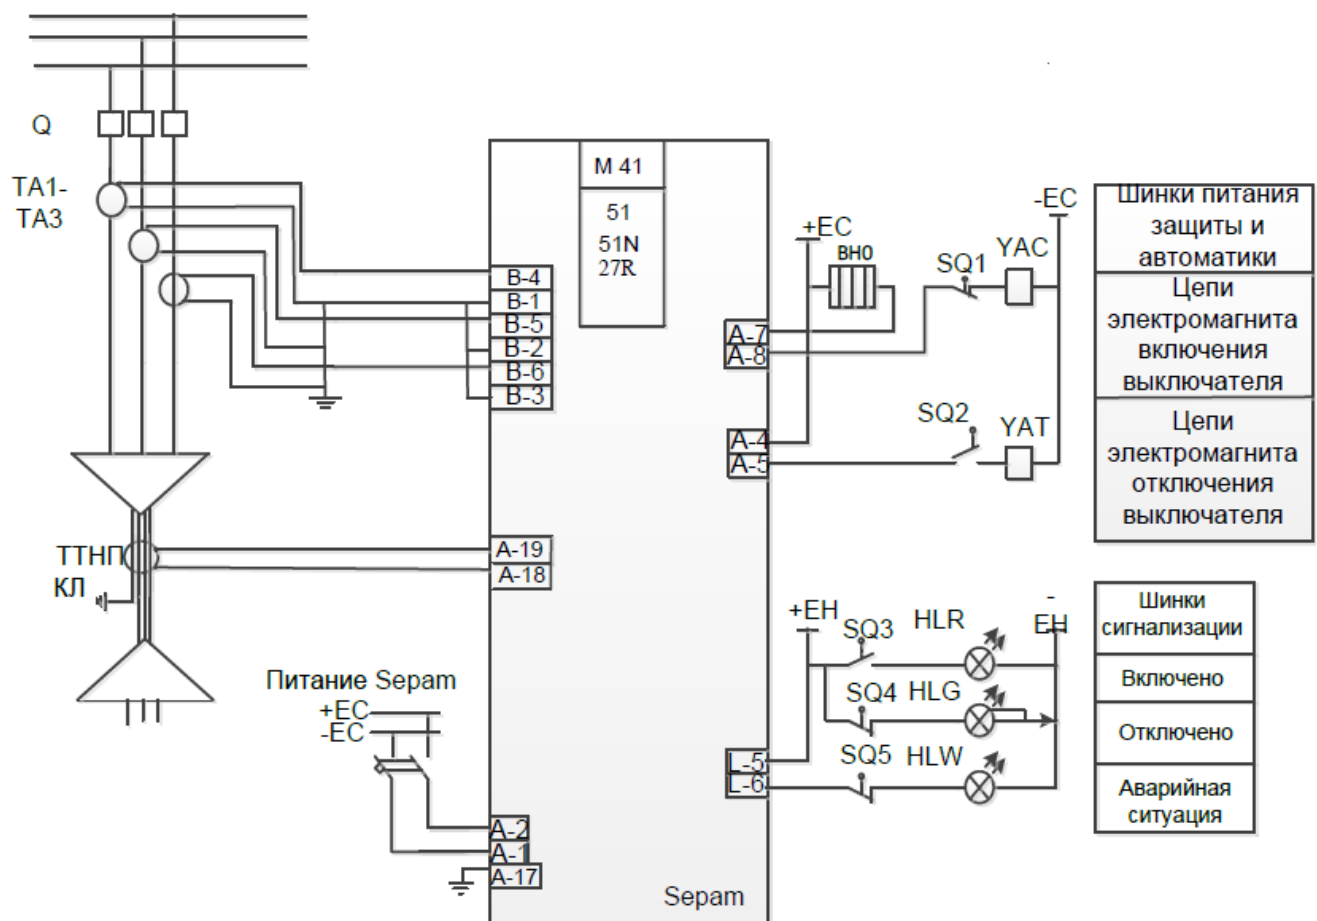 Q
TA1-
TA3
M 41
51
51N
27R
B-4
B-1
B-5
B-2
B-6
B-3
+EC
ВНО
SQ1
YAC
-EC
A-7
A-8
SQ2
YAT
A-4
A-5
Шинки питания
защиты и
автоматики
Цепи
электромагнита
включения
выключателя
Цепи
электромагнита
отключения
выключателя
ТТНП
КЛ
A-19
A-18
Питание Sepam
+EC
-EC
A-2
A-1
A-17
Sepam
+EH
SQ3
HLR
-
EH
SQ4
HLG
L-5
L-6
SQ5
HLW
Шинки
сигнализации
Включено
Отключено
Аварийная
ситуация